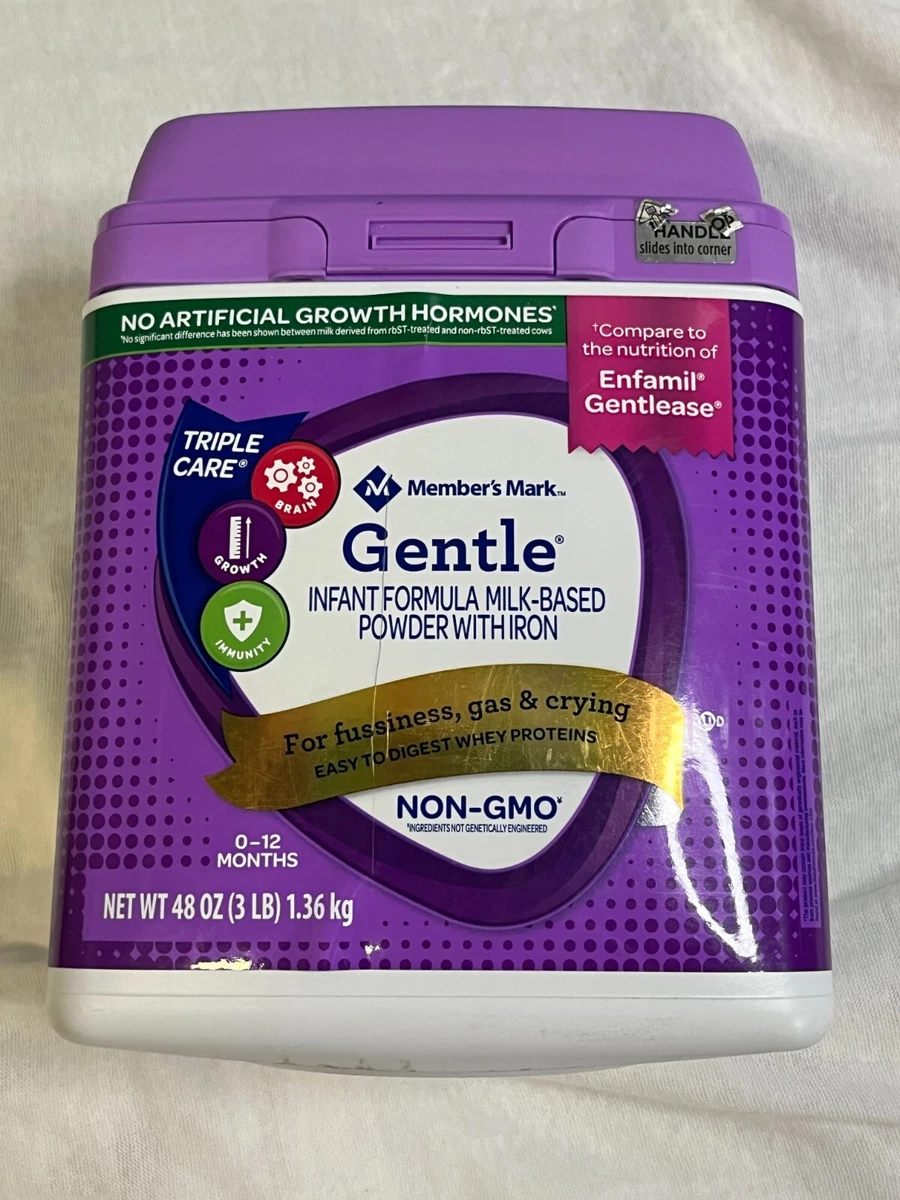 HANDLE
slides into corner
NO ARTIFICIAL GROWTH HORMONES*
*No significant difference has been shown between milk derived from rbST-treated and non-rbST-treated cows
†Compare to
the nutrition of
Enfamil®
Gentlease®
TRIPLE
CARE®
BRAIN
GROWTH
IMMUNITY
Member's Mark™
Gentle®
INFANT FORMULA MILK-BASED
POWDER WITH IRON
For fussiness, gas & crying
EASY TO DIGEST WHEY PROTEINS
NON-GMO¥
¥INGREDIENTS NOT GENETICALLY ENGINEERED
0–12
MONTHS
NET WT 48 OZ (3 LB) 1.36 kg